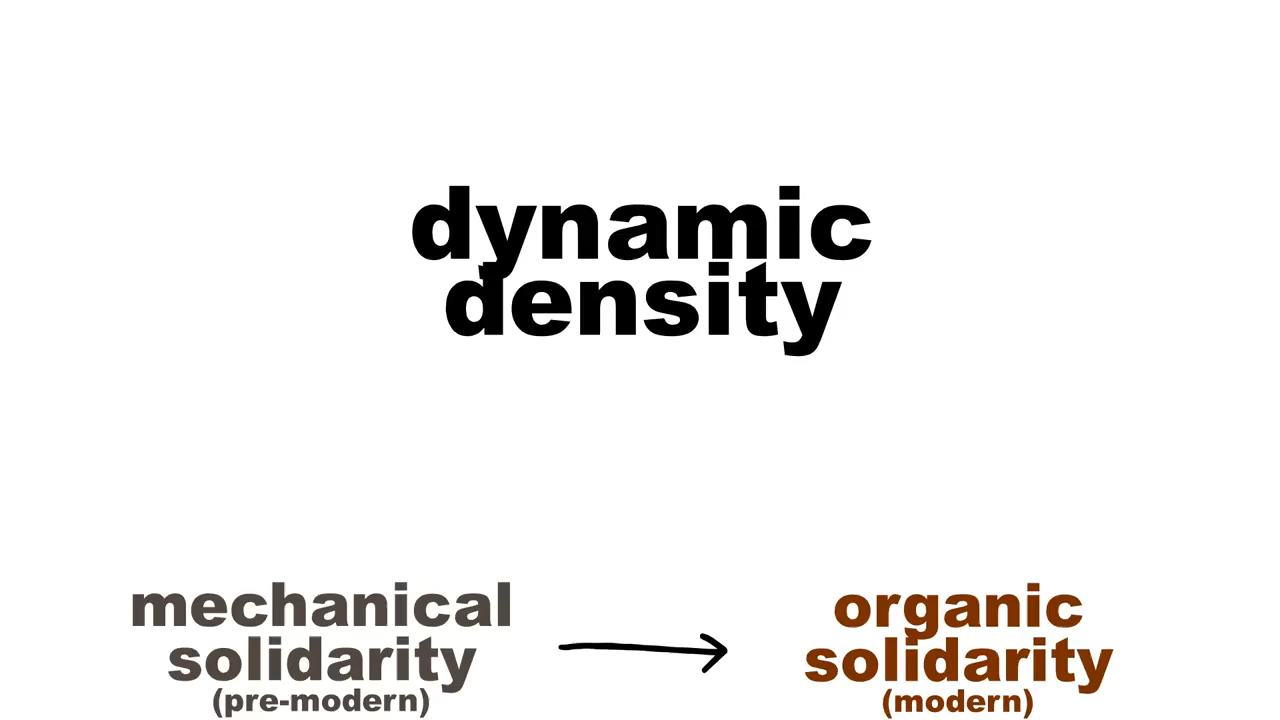 dynamic
density
mechanical
solidarity
(pre-modern)
organic
solidarity
(modern)